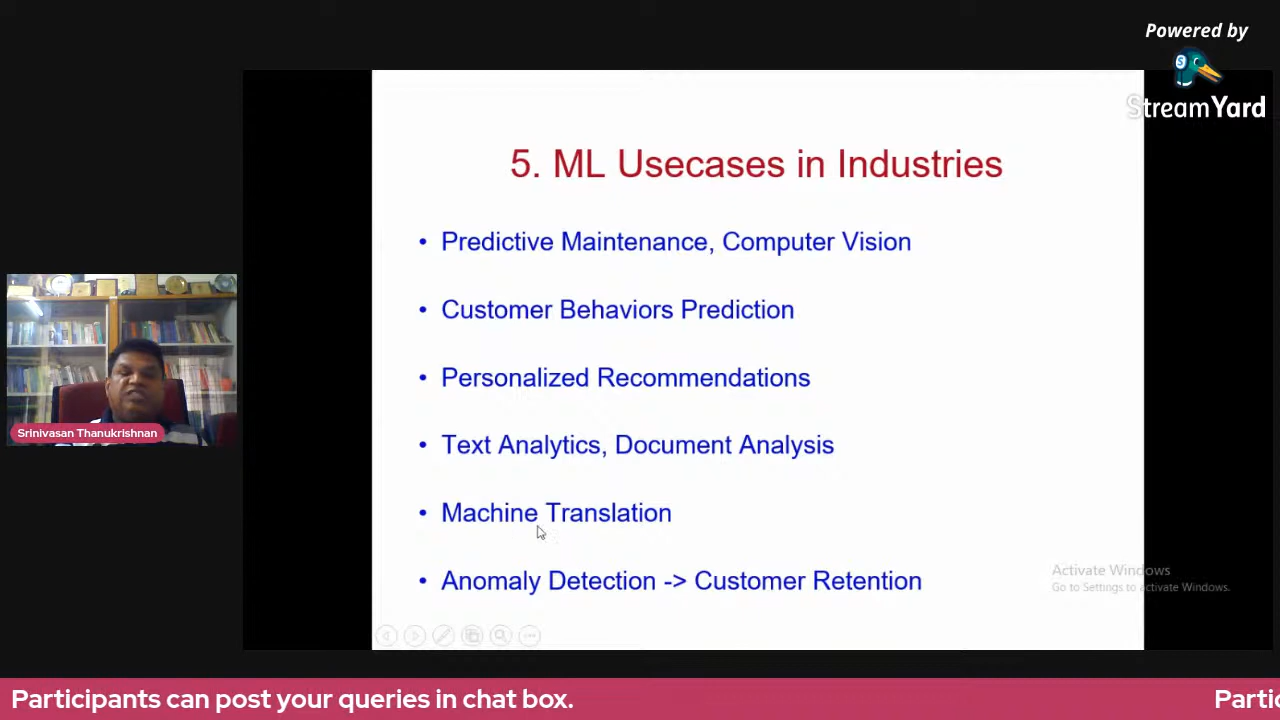 Powered by
StreamYard
5. ML Usecases in Industries
• Predictive Maintenance, Computer Vision
• Customer Behaviors Prediction
• Personalized Recommendations
• Text Analytics, Document Analysis
• Machine Translation
• Anomaly Detection -> Customer Retention
Srinivasan Thanukrishnan
Activate Windows
Go to Settings to activate Windows.
Participants can post your queries in chat box.
Partic